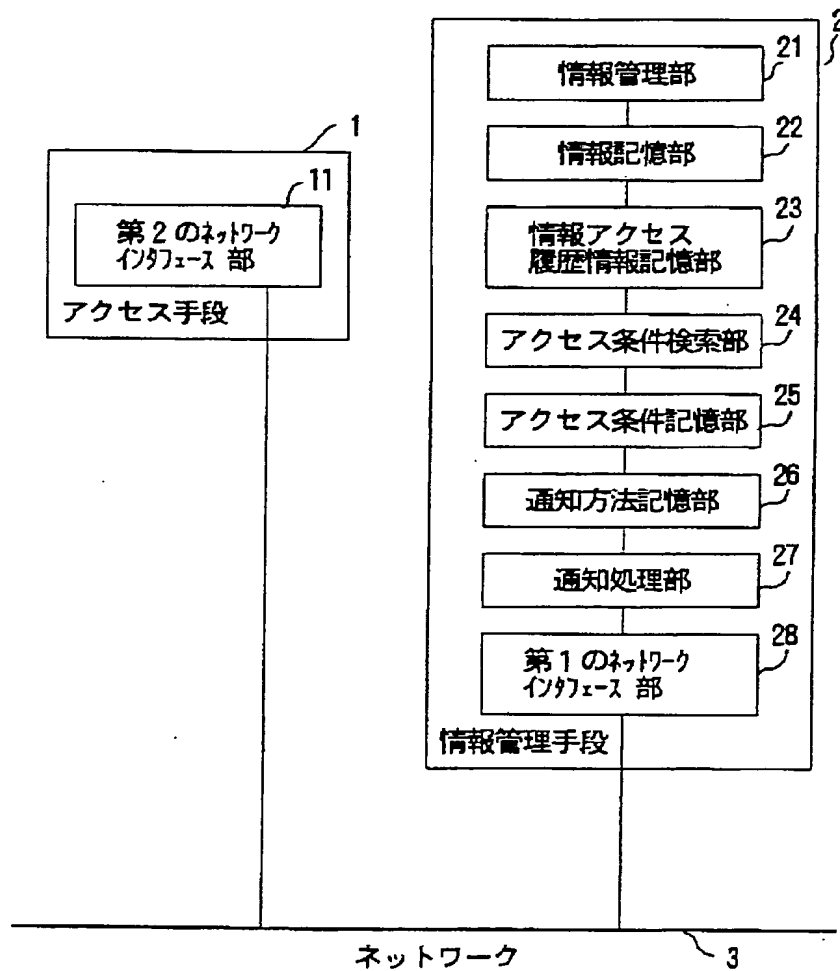 1
11
第2のネットワーク
インタフェース 部
アクセス手段
2
21
情報管理部
22
情報記憶部
23
情報アクセス
履歴情報記憶部
24
アクセス条件検索部
25
アクセス条件記憶部
26
通知方法記憶部
27
通知処理部
28
第1のネットワーク
インタフェース 部
情報管理手段
ネットワーク
3